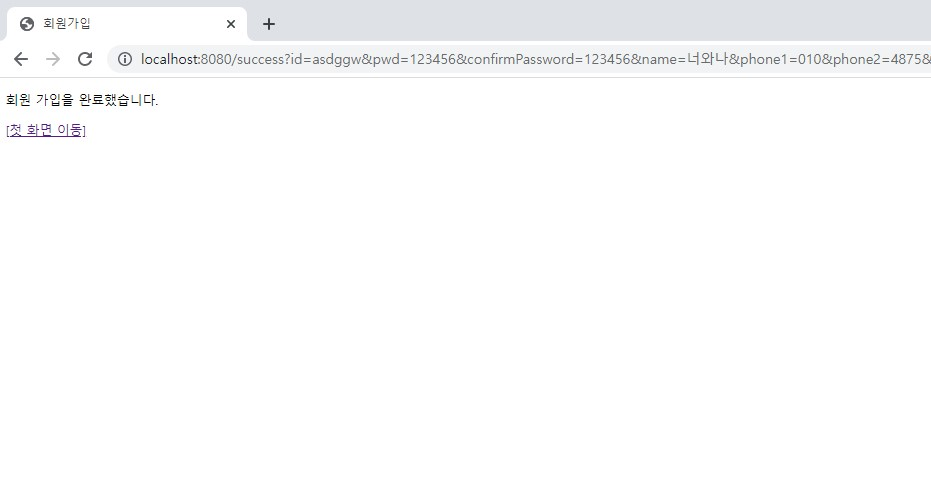 회원가입
localhost:8080/success?id=asdggw&pwd=123456&confirmPassword=123456&name=너와나&phone1=010&phone2=4875&
회원 가입을 완료했습니다.
[첫 화면 이동]